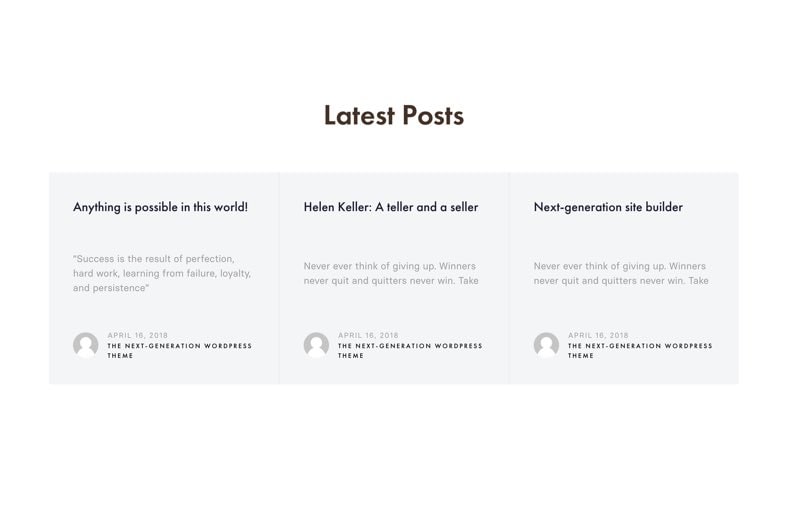 Latest Posts
Anything is possible in this world!
"Success is the result of perfection,
hard work, learning from failure, loyalty,
and persistence"
APRIL 16, 2018
THE NEXT-GENERATION WORDPRESS
THEME
Helen Keller: A teller and a seller
Never ever think of giving up. Winners
never quit and quitters never win. Take
APRIL 16, 2018
THE NEXT-GENERATION WORDPRESS
THEME
Next-generation site builder
Never ever think of giving up. Winners
never quit and quitters never win. Take
APRIL 16, 2018
THE NEXT-GENERATION WORDPRESS
THEME